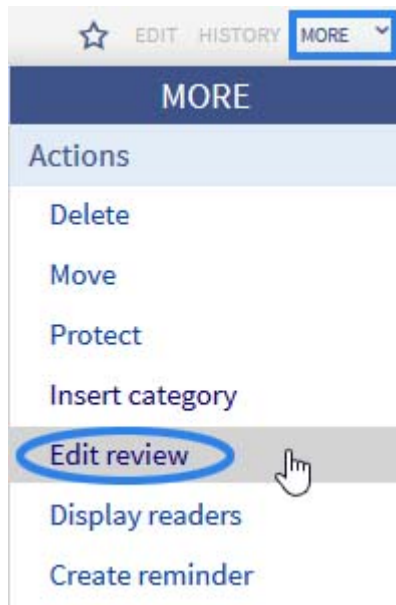 EDIT HISTORY MORE
MORE
Actions
Delete
Move
Protect
Insert category
Edit review
Display readers
Create reminder